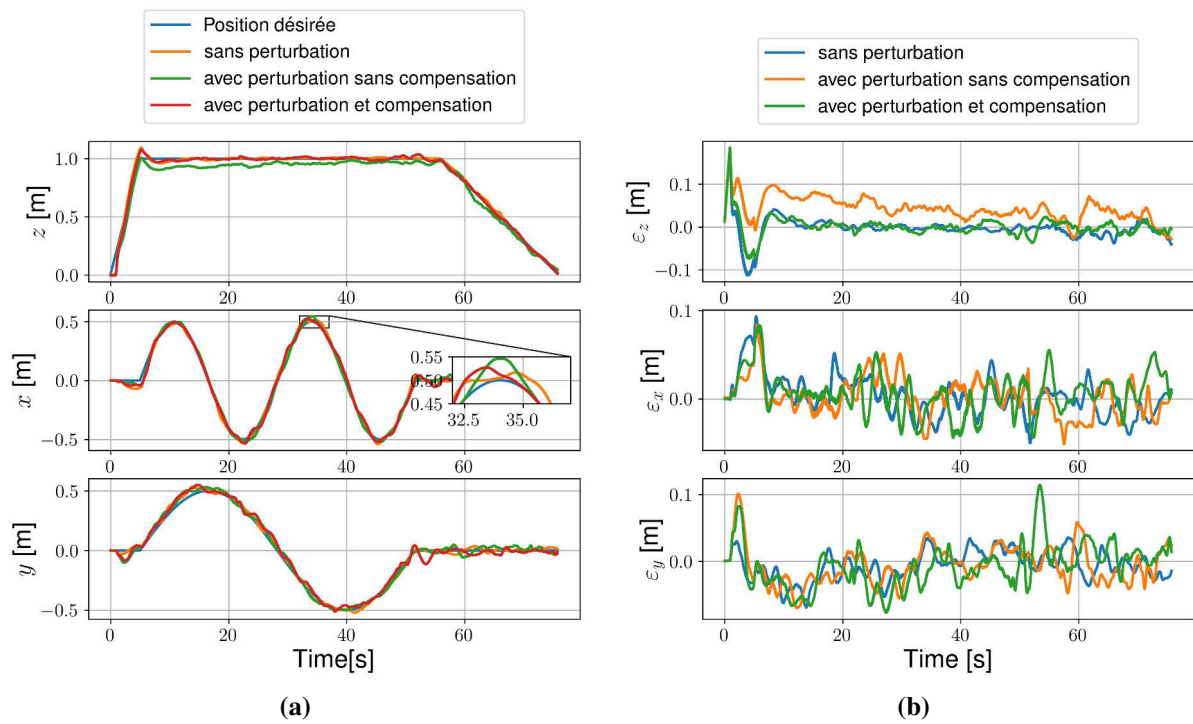 Position désirée
sans perturbation
avec perturbation sans compensation
avec perturbation et compensation
1.0
0.5
0.0
z [m]
0 20 40 60
0.5
0.0
−0.5
x [m]
0.55
0.50
0.45
32.5 35.0
0 20 40 60
0.5
0.0
−0.5
y [m]
0 20 40 60
Time[s]
(a)
sans perturbation
avec perturbation sans compensation
avec perturbation et compensation
0.1
0.0
−0.1
εz [m]
0 20 40 60
0.1
0.0
εx [m]
0 20 40 60
0.1
0.0
εy [m]
0 20 40 60
Time [s]
(b)